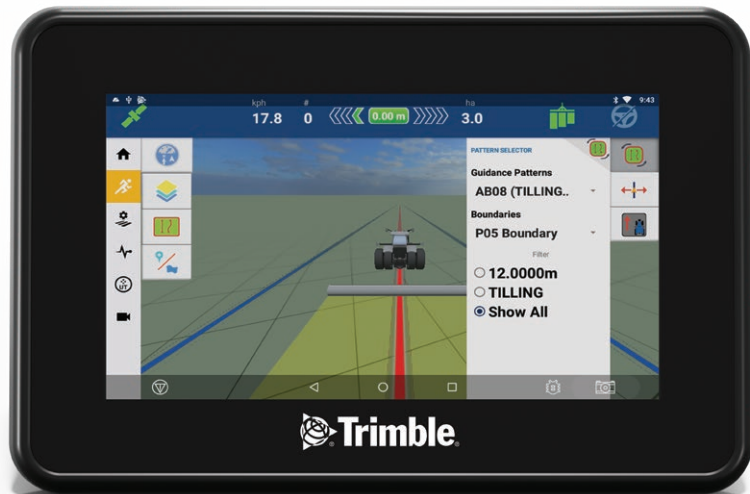 9:43
kph
#
ha
17.8
0
0.00 m
3.0
PATTERN SELECTOR
Guidance Patterns
AB08 (TILLING..
Boundaries
P05 Boundary
Filter
12.0000m
TILLING
Show All
UT
Trimble